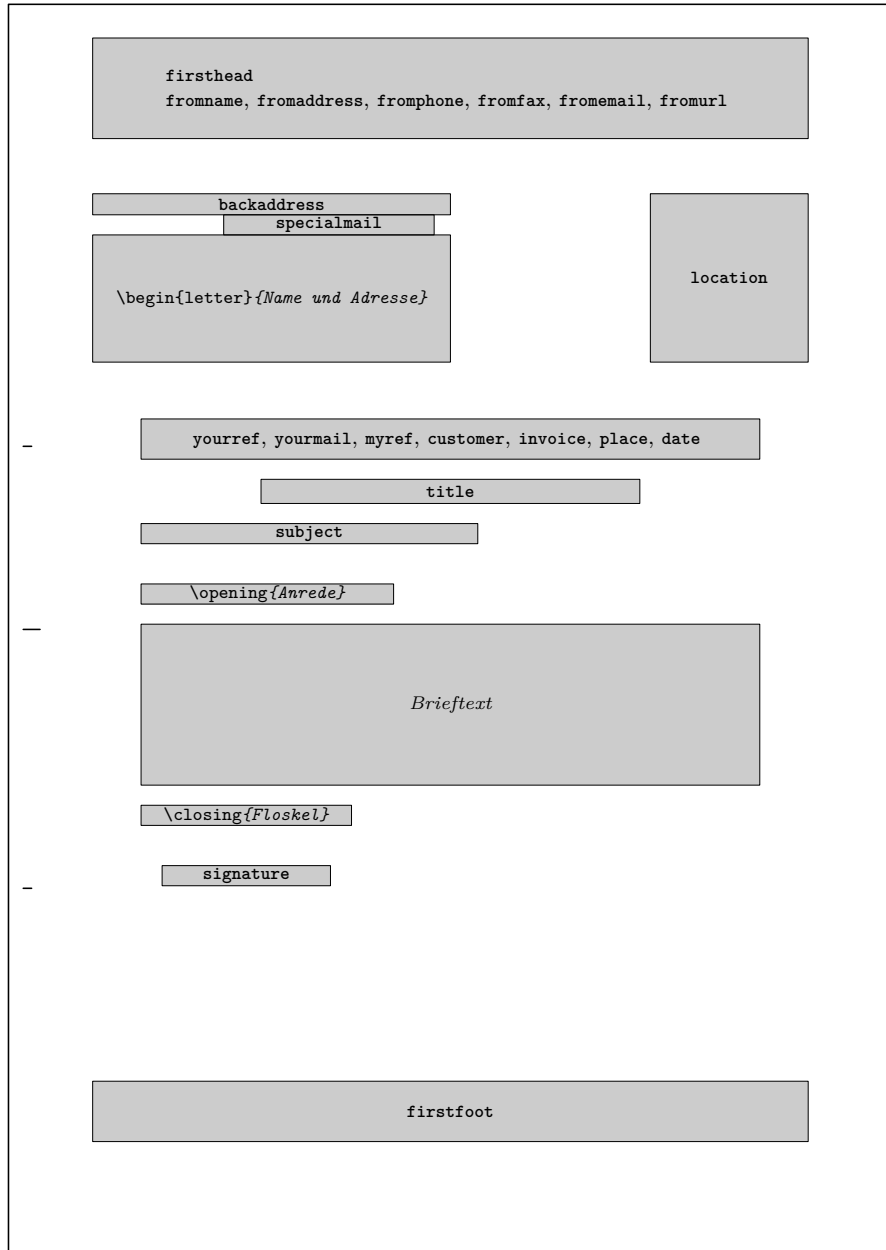 firsthead
fromname, fromaddress, fromphone, fromfax, fromemail, fromurl
backaddress
specialmail
\begin{letter}{Name und Adresse}
location
yourref, yourmail, myref, customer, invoice, place, date
title
subject
\opening{Anrede}
Brieftext
\closing{Floskel}
signature
firstfoot